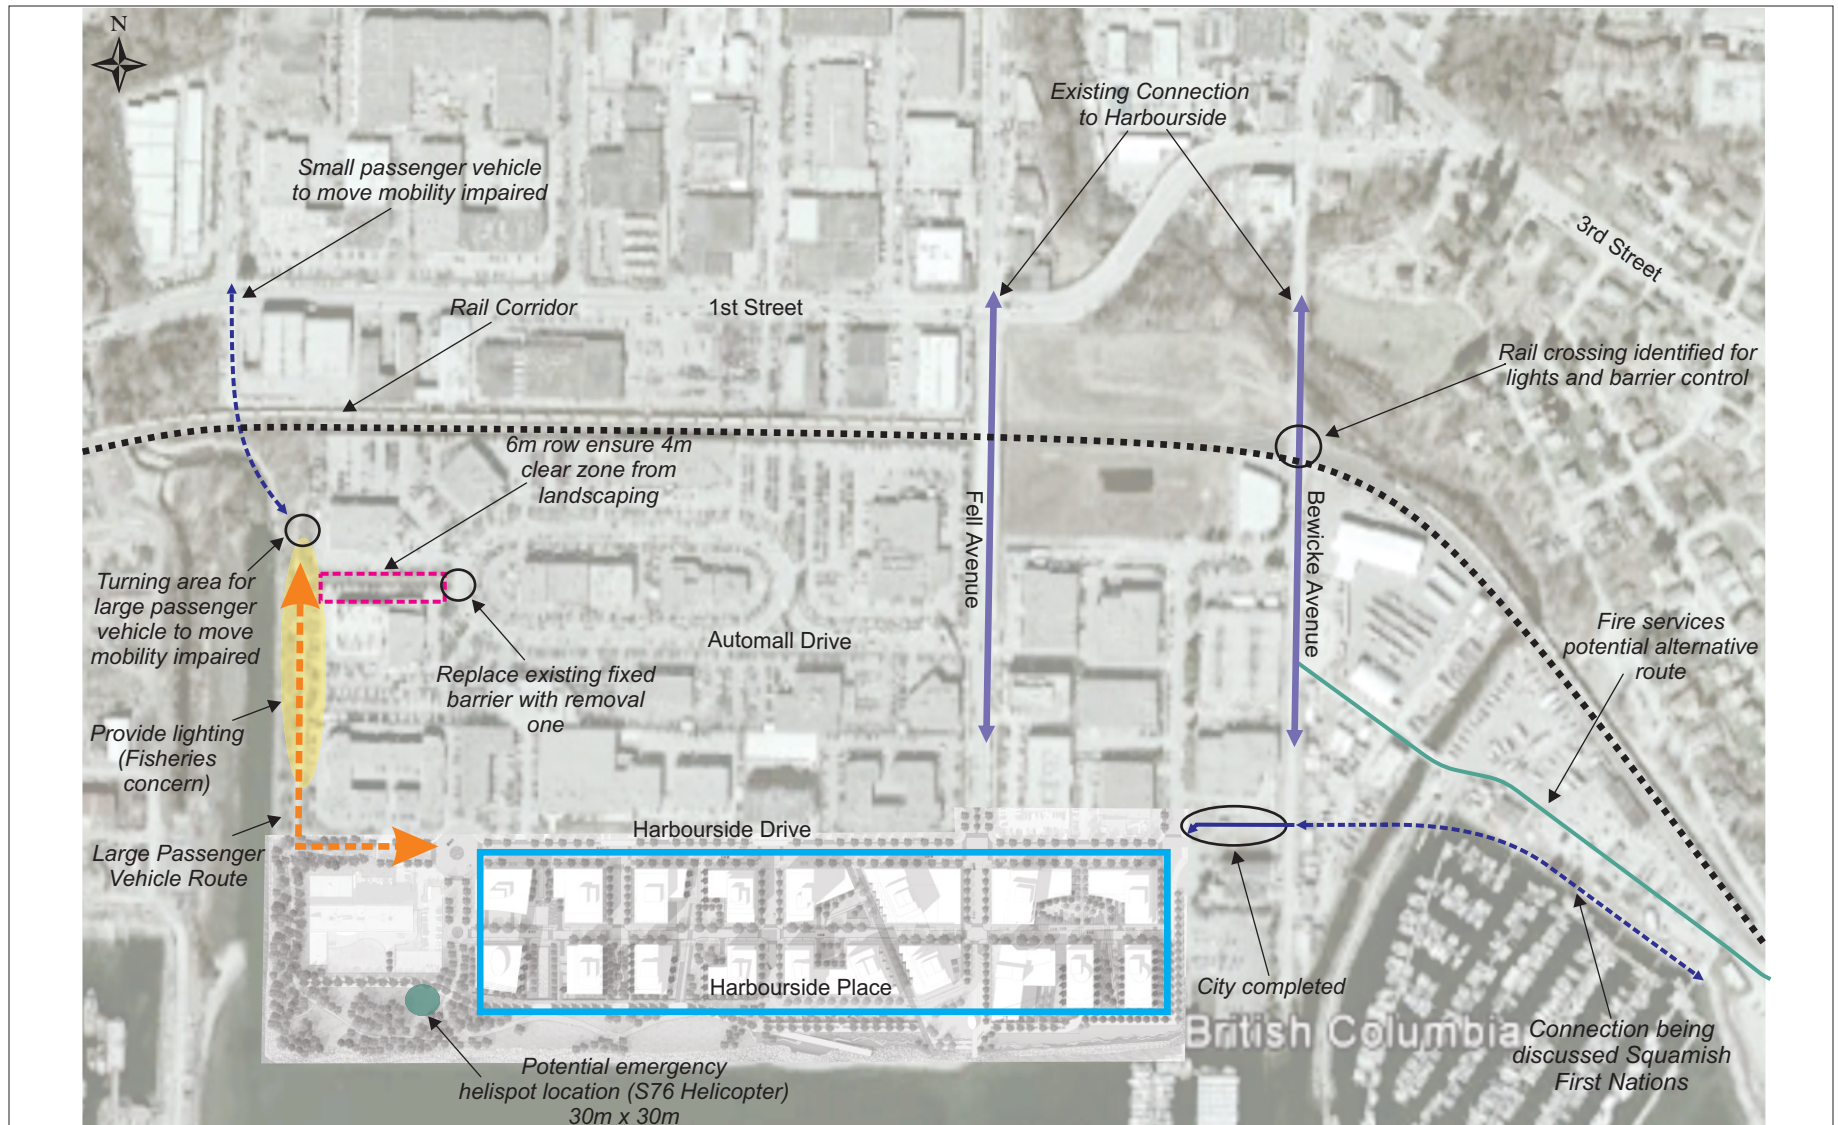 N
Existing Connection
to Harbourside
Small passenger vehicle
to move mobility impaired
3rd Street
Rail Corridor
1st Street
Rail crossing identified for
lights and barrier control
6m row ensure 4m
clear zone from
landscaping
Fell Avenue
Bewicke Avenue
Turning area for
large passenger
vehicle to move
mobility impaired
Automall Drive
Fire services
potential alternative
route
Replace existing fixed
barrier with removal
one
Provide lighting
(Fisheries
concern)
Harbourside Drive
Large Passenger
Vehicle Route
Harbourside Place
City completed
British Columbia
Connection being
discussed Squamish
First Nations
Potential emergency
helispot location (S76 Helicopter)
30m x 30m